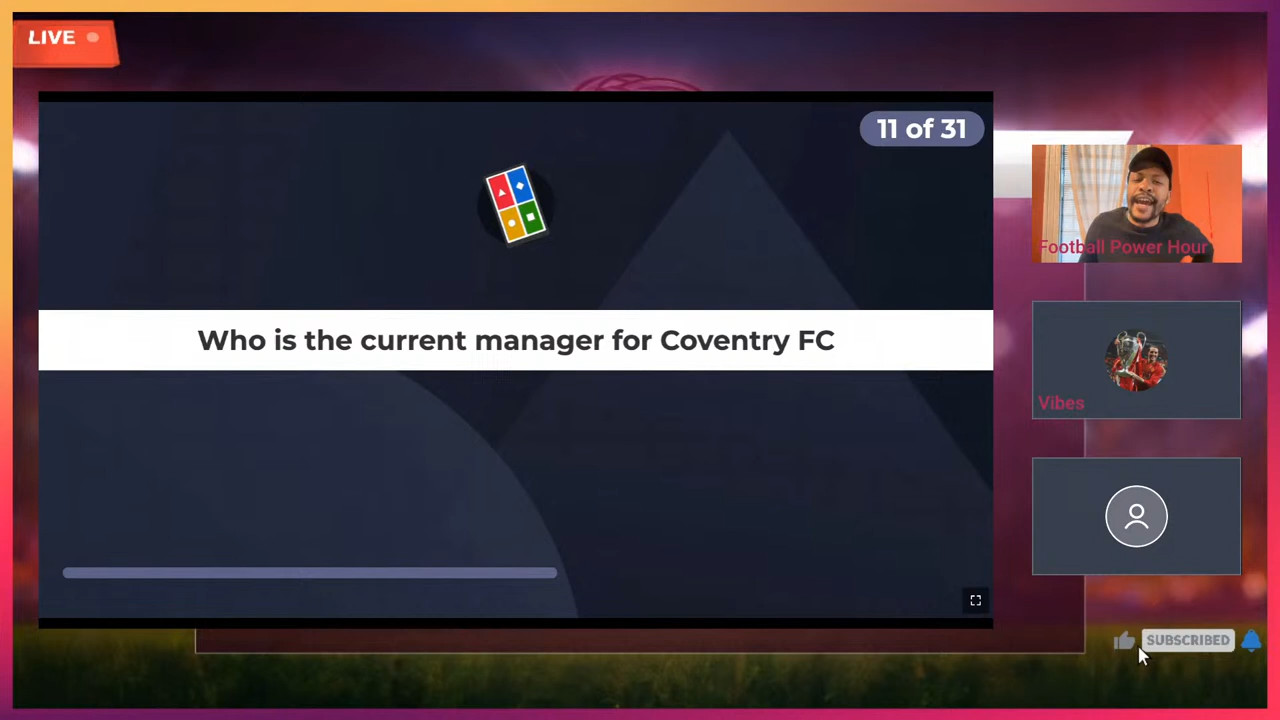 LIVE
11 of 31
Who is the current manager for Coventry FC
Football Power Hour
Vibes
SUBSCRIBED